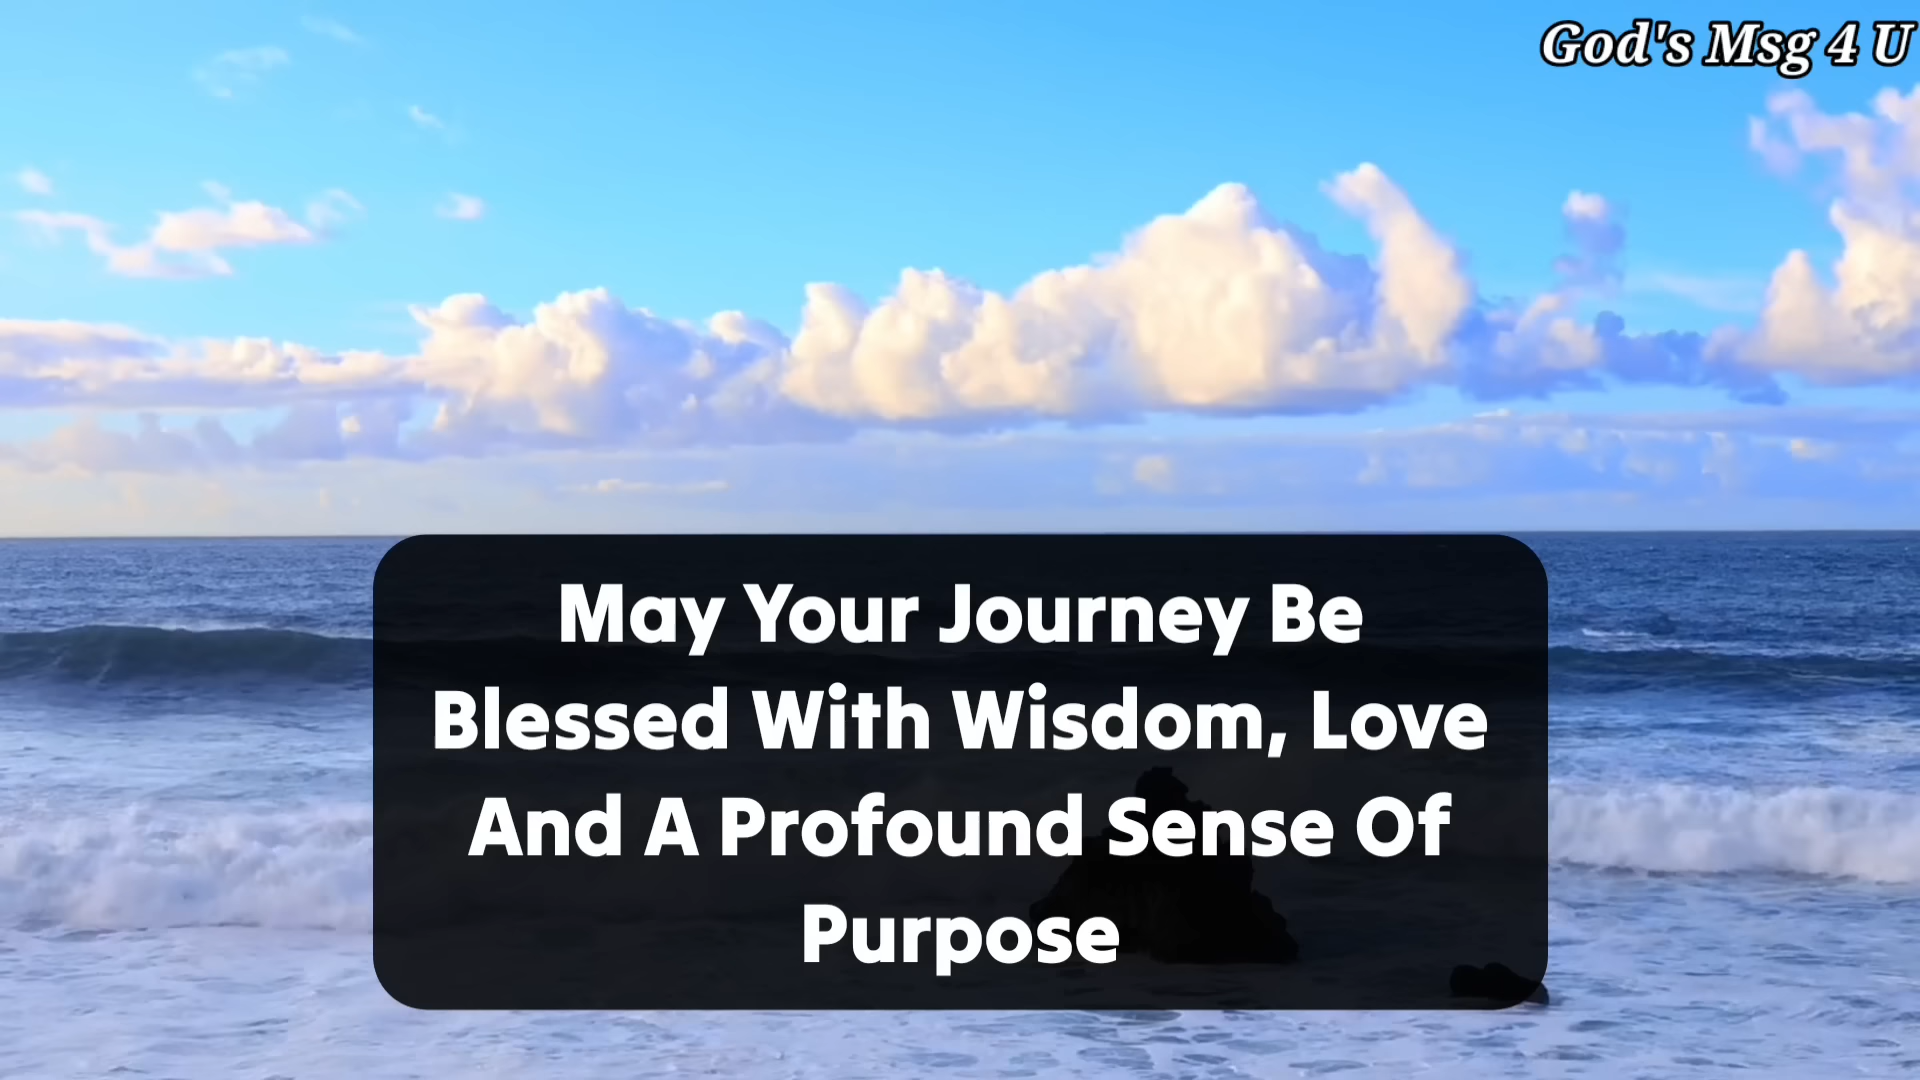 God's Msg 4 U
May Your Journey Be
Blessed With Wisdom, Love
And A Profound Sense Of
Purpose